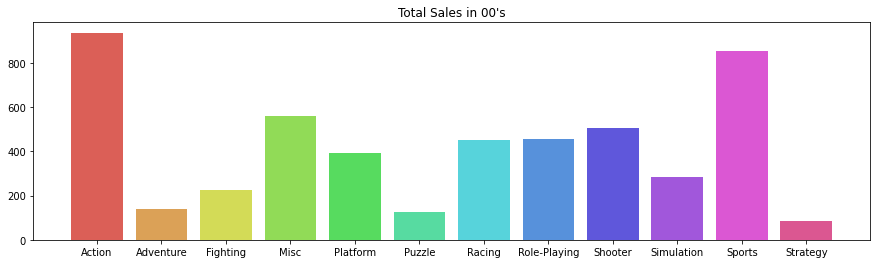 Total Sales in 00's
800
600
400
200
0
Action Adventure Fighting Misc Platform Puzzle Racing Role-Playing Shooter Simulation Sports Strategy